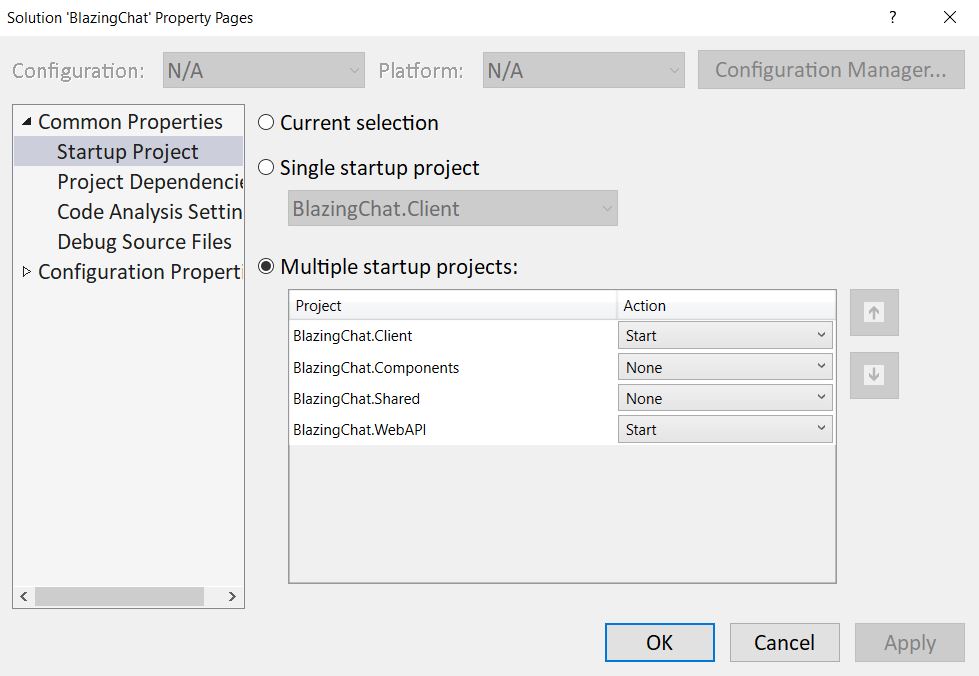 Solution 'BlazingChat' Property Pages ?
Configuration: N/A Platform: N/A Configuration Manager...
Common Properties
Startup Project
Project Dependencie
Code Analysis Settin
Debug Source Files
Configuration Properti
Current selection
Single startup project
BlazingChat.Client
Multiple startup projects:
Project Action
BlazingChat.Client Start
BlazingChat.Components None
BlazingChat.Shared None
BlazingChat.WebAPI Start
OK Cancel Apply